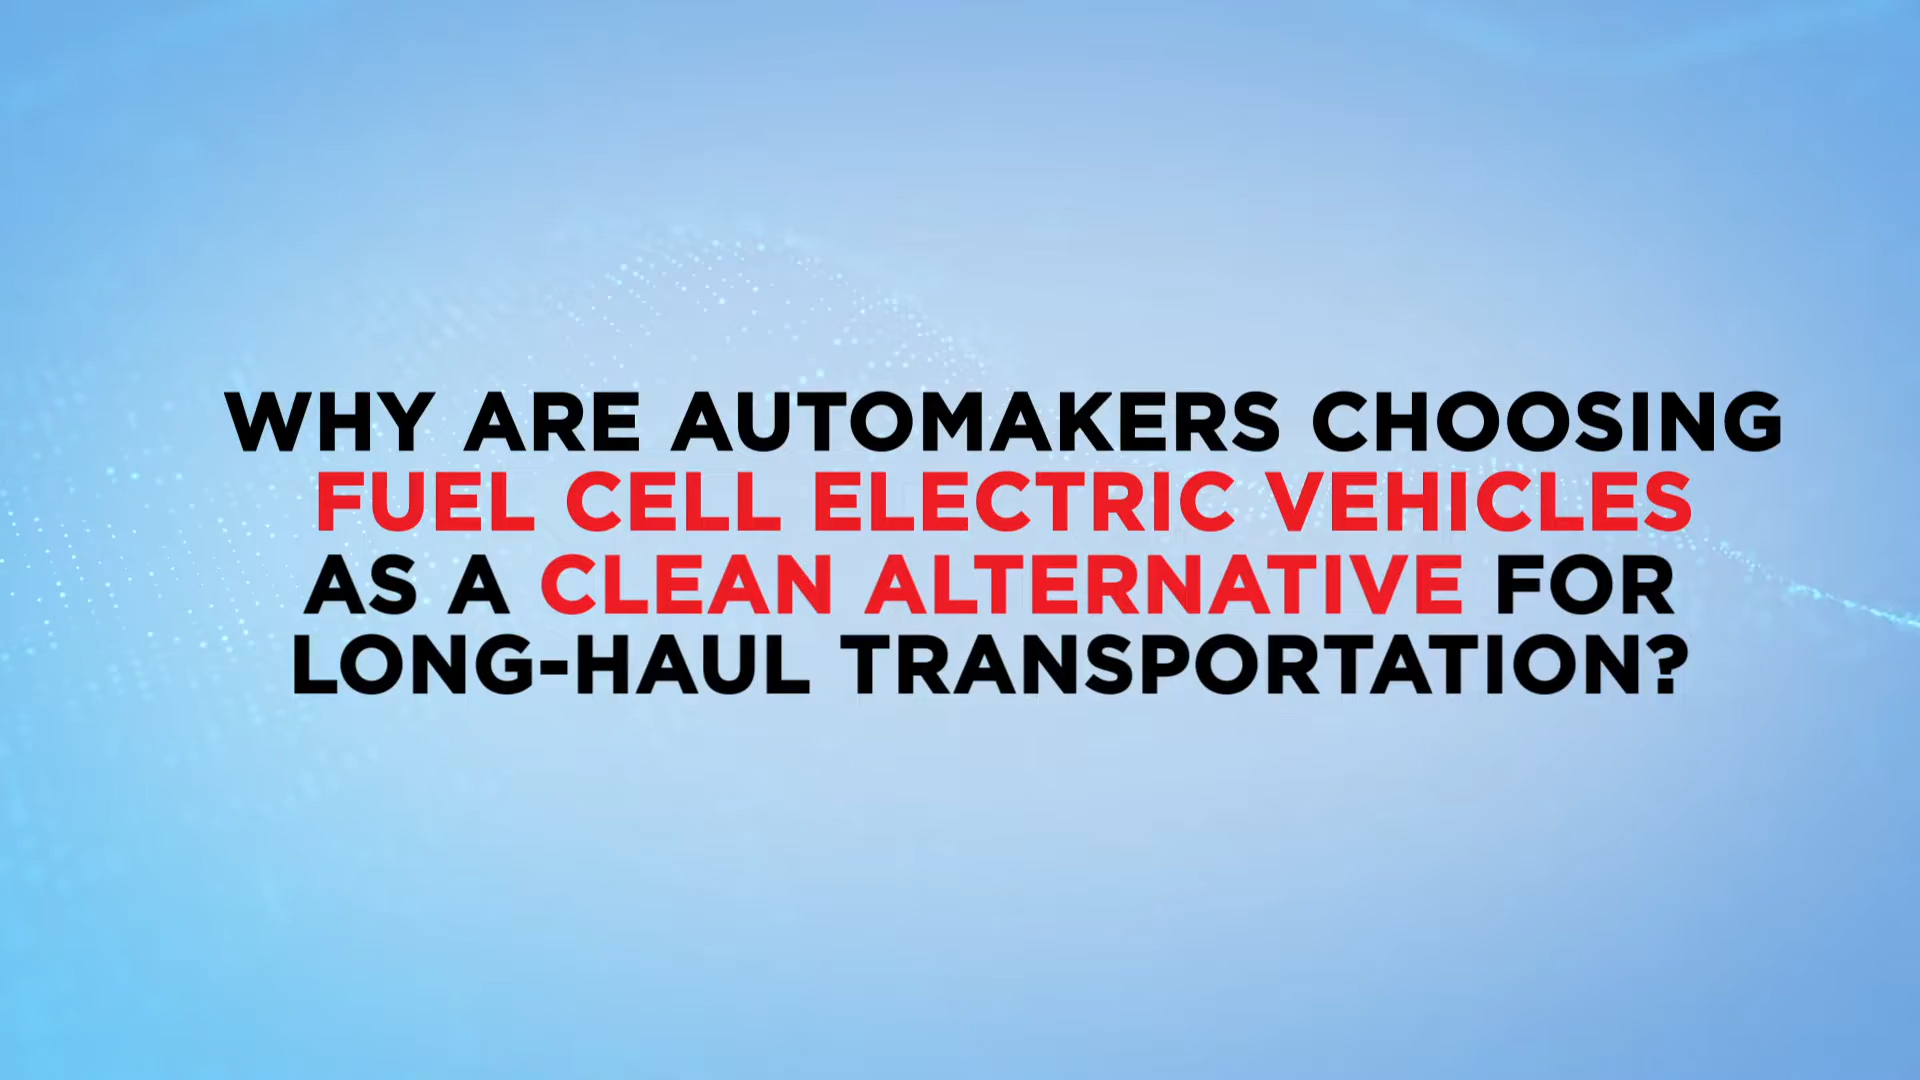 WHY ARE AUTOMAKERS CHOOSING
FUEL CELL ELECTRIC VEHICLES
AS A CLEAN ALTERNATIVE FOR
LONG-HAUL TRANSPORTATION?